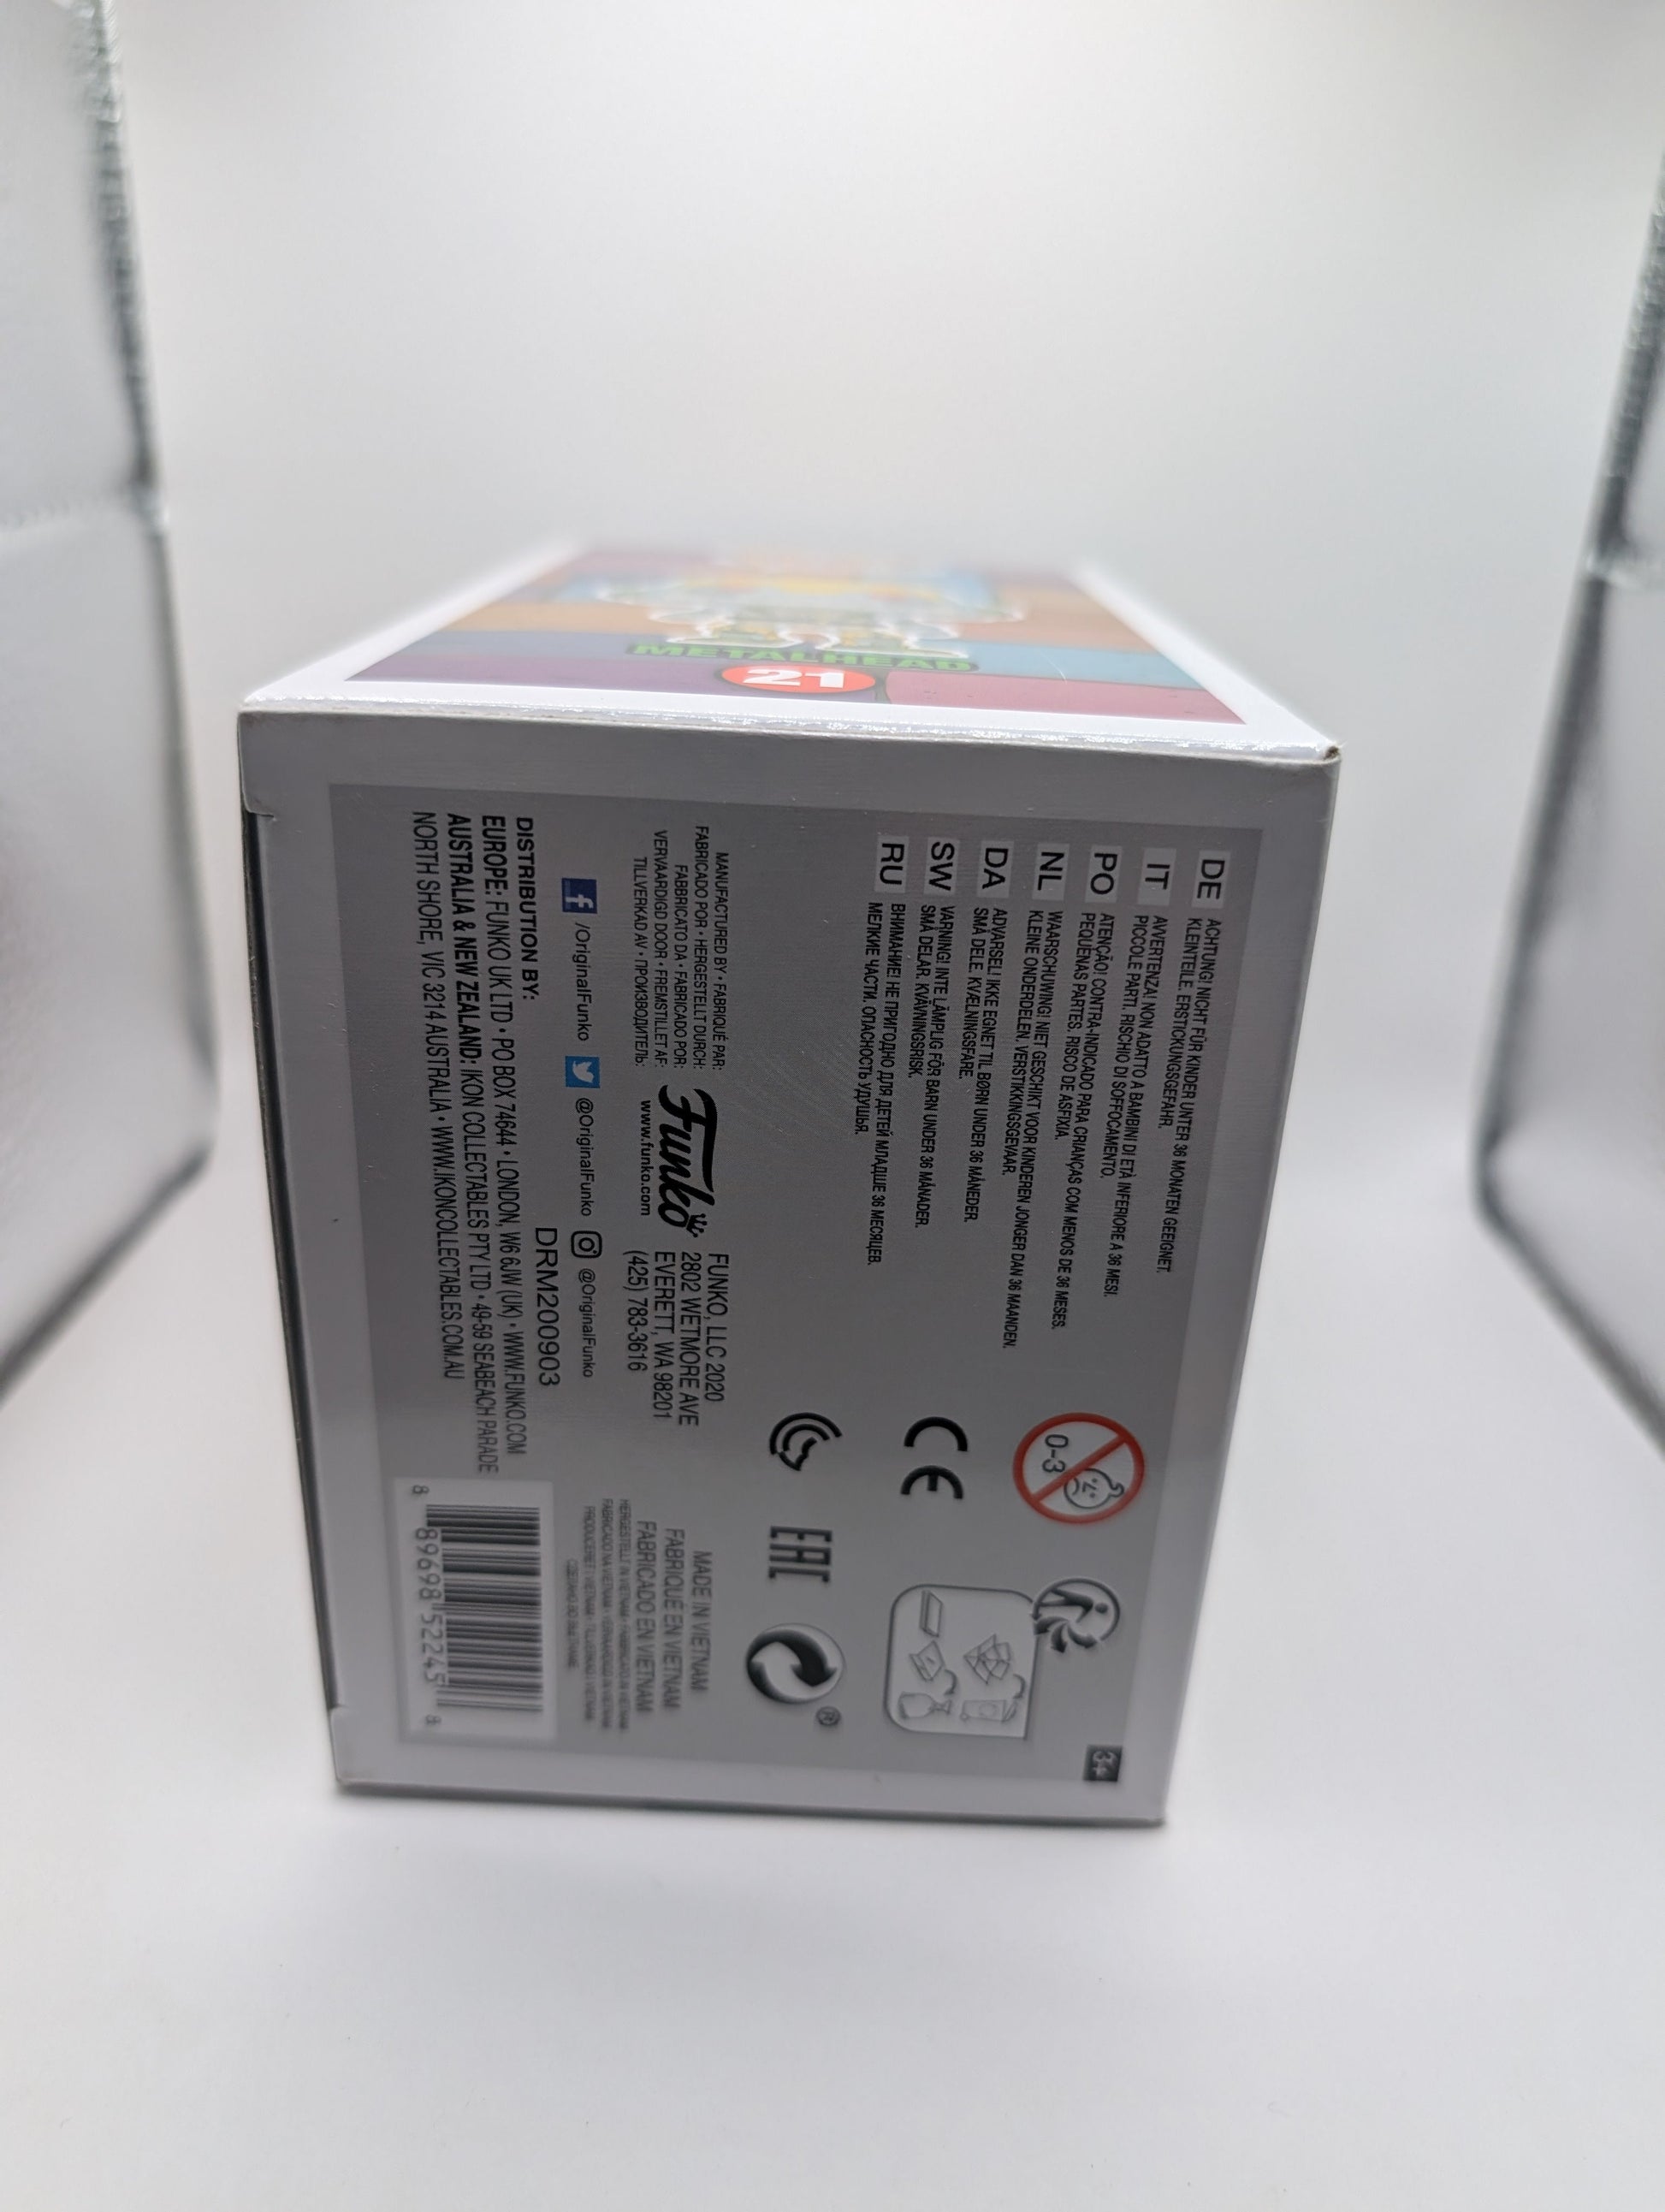 METALHEAD
21
DE ACHTUNG! NICHT FÜR KINDER UNTER 36 MONATEN GEEIGNET.
KLEINTEILE. ERSTICKUNGSGEFAHR.
IT AVVERTENZA! NON ADATTO A BAMBINI DI ETÀ INFERIORE A 36 MESI.
PICCOLE PARTI. RISCHIO DI SOFFOCAMENTO.
PO ATENÇÃO! CONTRA-INDICADO PARA CRIANÇAS COM MENOS DE 36 MESES.
PEQUENAS PARTES. RISCO DE ASFIXIA.
NL WAARSCHUWING! NIET GESCHIKT VOOR KINDEREN JONGER DAN 36 MAANDEN.
KLEINE ONDERDELEN. VERSTIKKINGSGEVAAR.
DA ADVARSEL! IKKE EGNET TIL BØRN UNDER 36 MÅNEDER.
SMÅ DELE. KVÆLNINGSFARE.
SW VARNING! INTE LÄMPLIG FÖR BARN UNDER 36 MÅNADER.
SMÅ DELAR. KVÄVNINGSRISK.
RU ВНИМАНИЕ! НЕ ПРИГОДНО ДЛЯ ДЕТЕЙ МЛАДШЕ 36 МЕСЯЦЕВ.
МЕЛКИЕ ЧАСТИ. ОПАСНОСТЬ УДУШЬЯ.
0-3
CE
EAC
®
34
MANUFACTURED BY • FABRIQUÉ PAR:
FABRICADO POR • HERGESTELLT DURCH:
FABBRICATO DA • FABRICADO POR:
VERVAARDIGD DOOR • FREMSTILLET AF:
TILLVERKAD AV • ПРОИЗВОДИТЕЛЬ:
Funko
www.funko.com
FUNKO, LLC 2020
2802 WETMORE AVE
EVERETT, WA 98201
(425) 783-3616
MADE IN VIETNAM
FABRIQUÉ EN VIETNAM
FABRICADO EN VIETNAM
/OriginalFunko @OriginalFunko @OriginalFunko
DRM200903
DISTRIBUTION BY:
EUROPE: FUNKO UK LTD • PO BOX 74644 • LONDON, W6 6JW (UK) • WWW.FUNKO.COM
AUSTRALIA & NEW ZEALAND: IKON COLLECTABLES PTY LTD • 49-59 SEABEACH PARADE
NORTH SHORE, VIC 3214 AUSTRALIA • WWW.IKONCOLLECTABLES.COM.AU
8 89698 52245 8